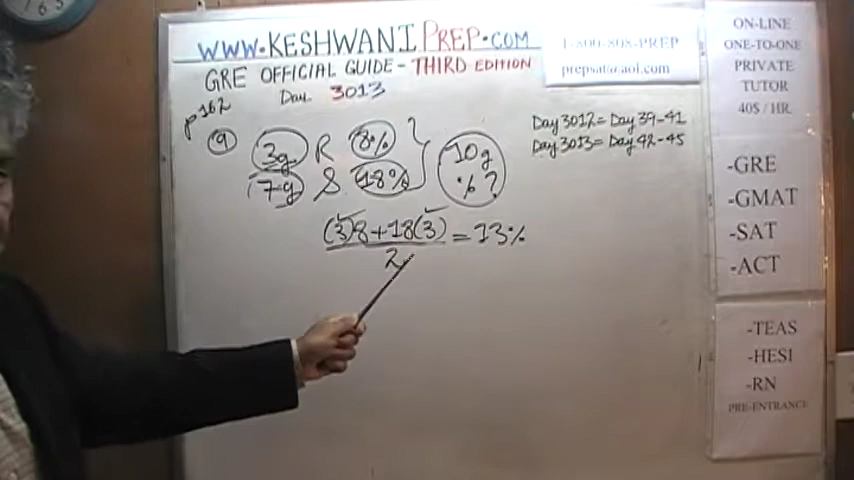 WWW.KESHWANIPREP.COM
1-800-808-PREP
prepsat@aol.com
GRE OFFICIAL GUIDE - THIRD EDITION
Day 3013
p162
Day 3012 = Day 39-41
Day 3013 = Day 42-45
9
3g R 8% ?
7g S 18%
10g
% ?
(3)8+18(3) = 13%
2
ON-LINE
ONE-TO-ONE
PRIVATE
TUTOR
40$ / HR
-GRE
-GMAT
-SAT
-ACT
-TEAS
-HESI
-RN
PRE-ENTRANCE